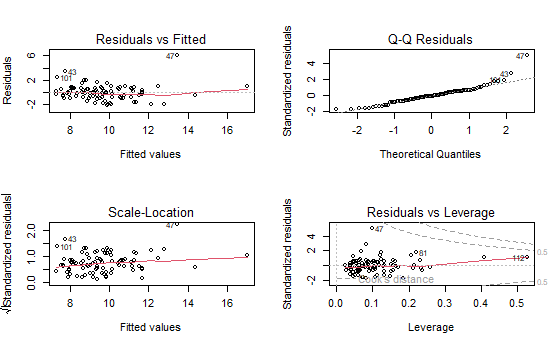 Residuals vs Fitted
Residuals
-2 2 6
47
43
101
8 10 12 14 16
Fitted values
Q-Q Residuals
Standardized residuals
-2 0 2 4
47
43
101
-2 -1 0 1 2
Theoretical Quantiles
Scale-Location
√|Standardized residuals|
0.0 1.0 2.0
47
43
101
8 10 12 14 16
Fitted values
Residuals vs Leverage
Standardized residuals
-2 2 4
47
81
112
0.5
0.5
Cook's distance
0.0 0.1 0.2 0.3 0.4 0.5
Leverage